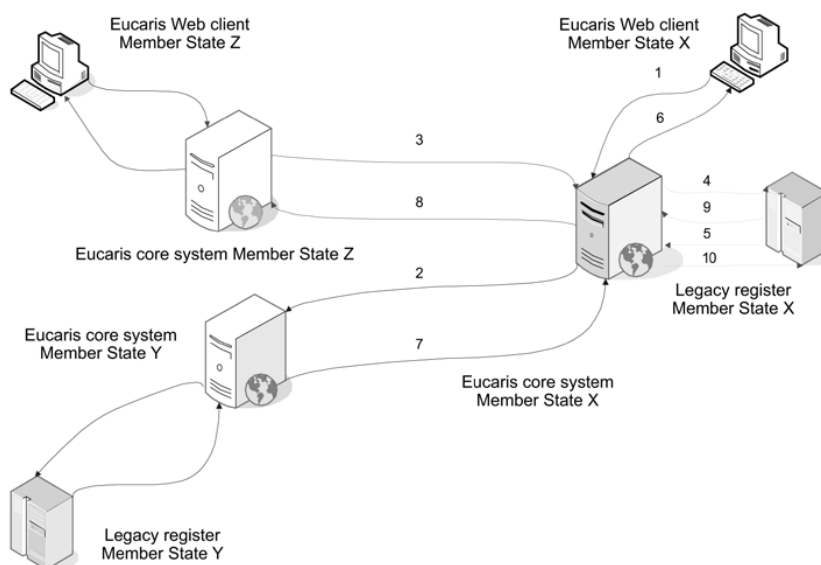 Eucaris Web client
Member State Z
Eucaris Web client
Member State X
1
6
3
4
8
9
5
10
Eucaris core system Member State Z
2
Legacy register
Member State X
Eucaris core system
Member State Y
7
Eucaris core system
Member State X
Legacy register
Member State Y